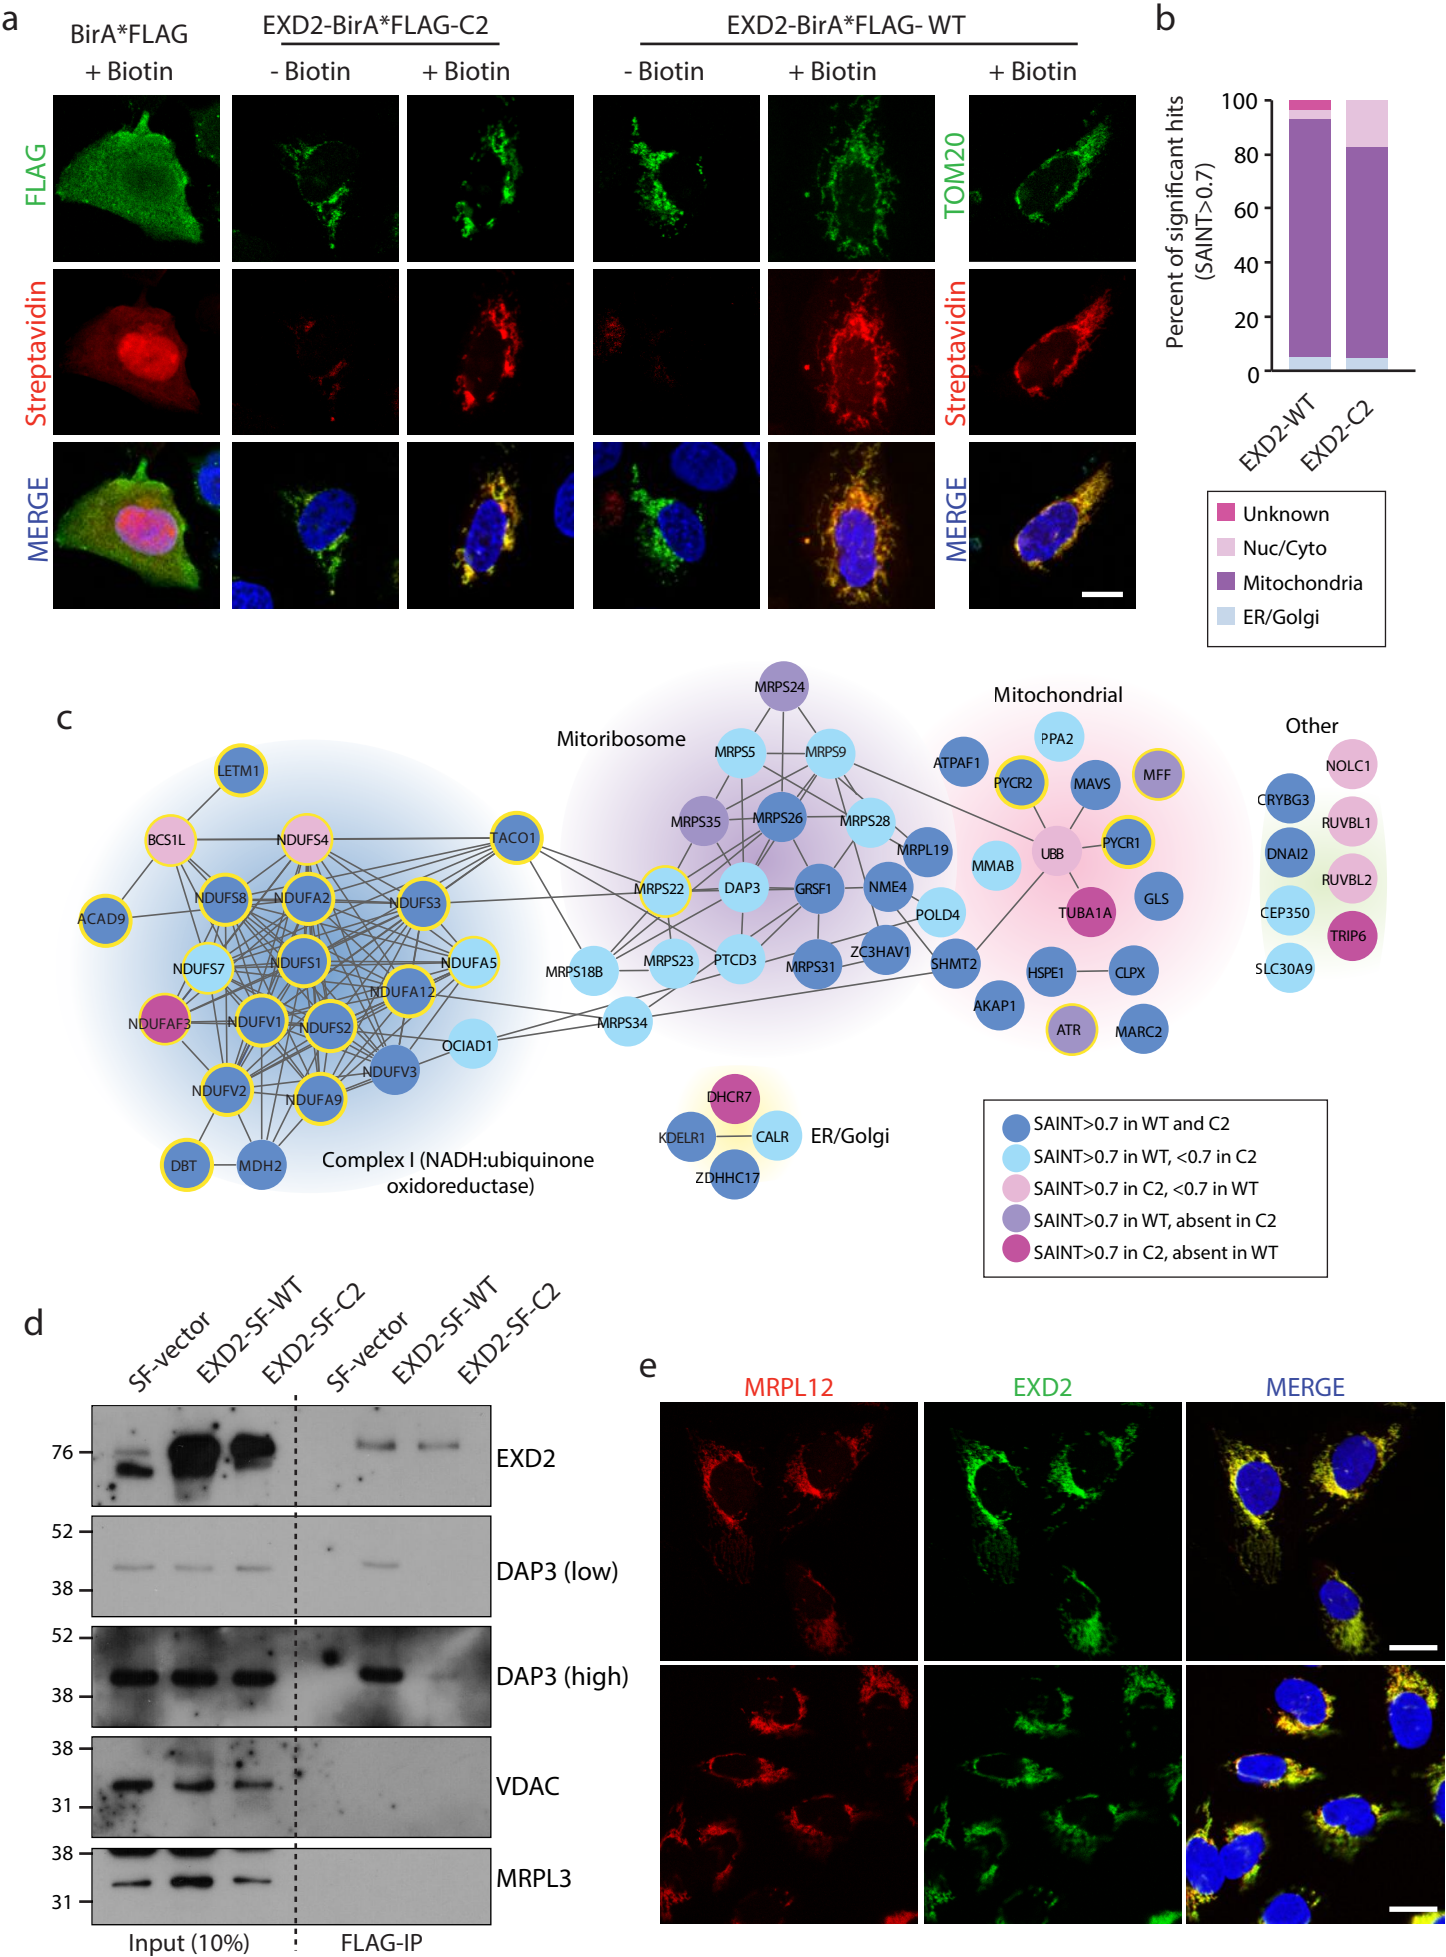 a
BirA*FLAG
EXD2-BirA*FLAG-C2
EXD2-BirA*FLAG- WT
+ Biotin
- Biotin
+ Biotin
- Biotin
+ Biotin
+ Biotin
FLAG
TOM20
Streptavidin
Streptavidin
MERGE
MERGE
b
Percent of significant hits
(SAINT>0.7)
100
80
60
40
20
0
EXD2-WT
EXD2-C2
Unknown
Nuc/Cyto
Mitochondria
ER/Golgi
c
Mitoribosome
Mitochondrial
Other
LETM1
BCS1L
NDUFS4
TACO1
ACAD9
NDUFS8
NDUFA2
NDUFS3
NDUFS7
NDUFS1
NDUFA5
NDUFA12
NDUFAF3
NDUFV1
NDUFS2
OCIAD1
NDUFV3
NDUFV2
NDUFA9
DBT
MDH2
Complex I (NADH:ubiquinone
oxidoreductase)
MRPS24
MRPS5
MRPS9
MRPS35
MRPS26
MRPS28
MRPL19
MRPS22
DAP3
GRSF1
NME4
POLD4
MRPS18B
MRPS23
PTCD3
MRPS31
ZC3HAV1
SHMT2
MRPS34
ATPAF1
PPA2
PYCR2
MAVS
MFF
MMAB
UBB
PYCR1
TUBA1A
GLS
HSPE1
CLPX
AKAP1
ATR
MARC2
CRYBG3
NOLC1
DNAI2
RUVBL1
CEP350
RUVBL2
SLC30A9
TRIP6
DHCR7
KDELR1
CALR
ZDHHC17
ER/Golgi
SAINT>0.7 in WT and C2
SAINT>0.7 in WT, <0.7 in C2
SAINT>0.7 in C2, <0.7 in WT
SAINT>0.7 in WT, absent in C2
SAINT>0.7 in C2, absent in WT
d
SF-vector
EXD2-SF-WT
EXD2-SF-C2
SF-vector
EXD2-SF-WT
EXD2-SF-C2
76
EXD2
52
38
DAP3 (low)
52
38
DAP3 (high)
38
31
VDAC
38
31
MRPL3
Input (10%)
FLAG-IP
e
MRPL12
EXD2
MERGE